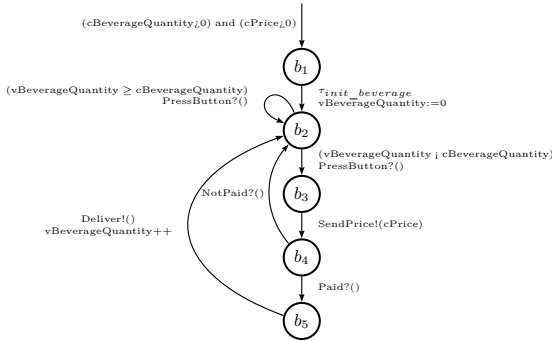 (cBeverageQuantity¿0) and (cPrice¿0)
b1
τinit_beverage
vBeverageQuantity:=0
(vBeverageQuantity ≥ cBeverageQuantity)
PressButton?()
b2
(vBeverageQuantity ¡ cBeverageQuantity)
PressButton?()
NotPaid?()
b3
Deliver!()
vBeverageQuantity++
SendPrice!(cPrice)
b4
Paid?()
b5